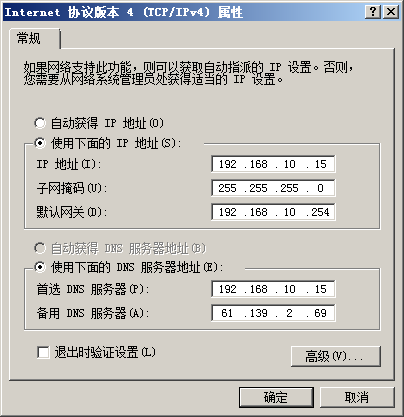 Internet 协议版本 4 (TCP/IPv4) 属性
常规
如果网络支持此功能，则可以获取自动指派的 IP 设置。否则，
您需要从网络系统管理员处获得适当的 IP 设置。
自动获得 IP 地址(O)
使用下面的 IP 地址(S):
IP 地址(I): 192 .168 .10 .15
子网掩码(U): 255 .255 .255 .0
默认网关(D): 192 .168 .10 .254
自动获得 DNS 服务器地址(B)
使用下面的 DNS 服务器地址(E):
首选 DNS 服务器(P): 192 .168 .10 .15
备用 DNS 服务器(A): 61 .139 .2 .69
退出时验证设置(L)
高级(V)...
确定 取消